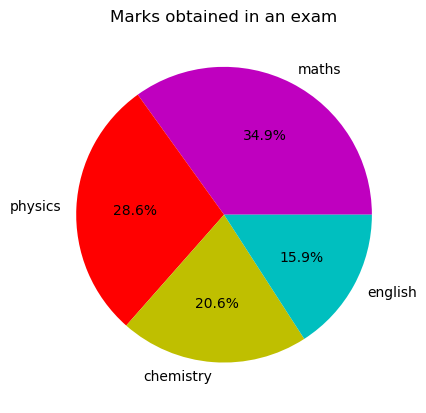 Marks obtained in an exam
maths
34.9%
physics
28.6%
15.9%
english
20.6%
chemistry